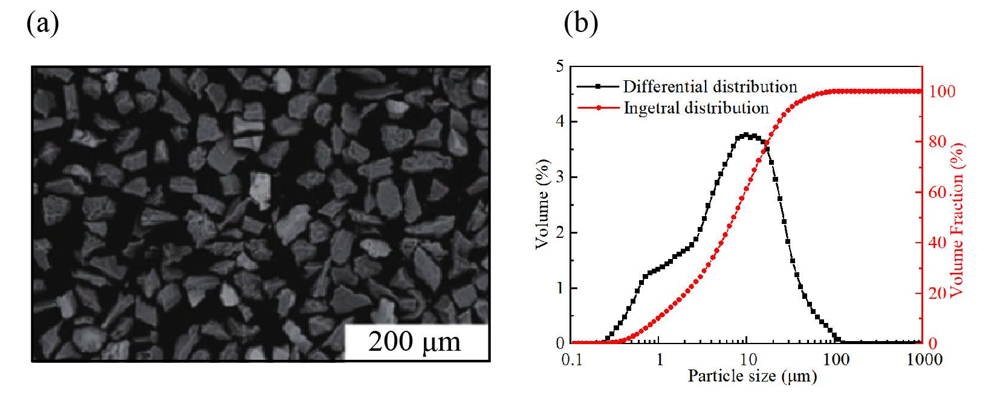 (a)
(b)
200 μm
5
4
3
2
1
0
Volume (%)
Differential distribution
Ingetral distribution
100
80
60
40
20
0
Volume Fraction (%)
0.1
1
10
100
1000
Particle size (μm)